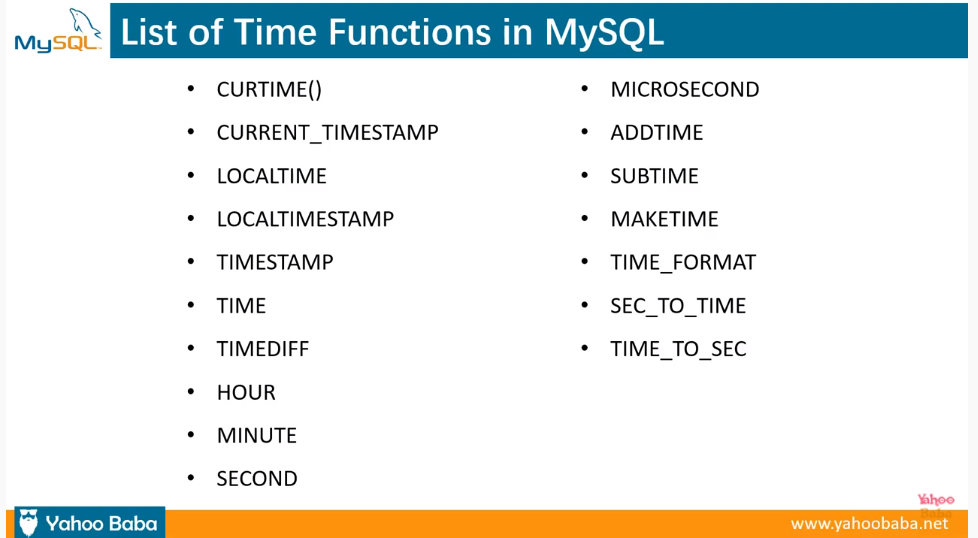 MySQL
List of Time Functions in MySQL
• CURTIME()
• CURRENT_TIMESTAMP
• LOCALTIME
• LOCALTIMESTAMP
• TIMESTAMP
• TIME
• TIMEDIFF
• HOUR
• MINUTE
• SECOND
• MICROSECOND
• ADDTIME
• SUBTIME
• MAKETIME
• TIME_FORMAT
• SEC_TO_TIME
• TIME_TO_SEC
Yahoo
Baba
Yahoo Baba
www.yahoobaba.net